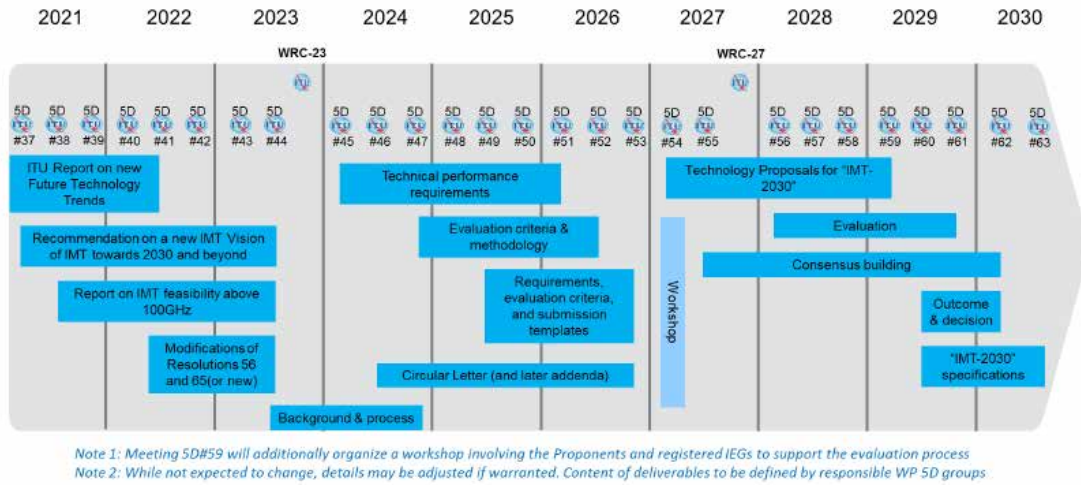 2021 2022 2023 2024 2025 2026 2027 2028 2029 2030
WRC-23 WRC-27
5D 5D 5D 5D 5D 5D 5D 5D 5D 5D 5D 5D 5D 5D 5D 5D 5D 5D 5D 5D 5D 5D 5D 5D 5D 5D 5D
#37 #38 #39 #40 #41 #42 #43 #44 #45 #46 #47 #48 #49 #50 #51 #52 #53 #54 #55 #56 #57 #58 #59 #60 #61 #62 #63
ITU Report on new
Future Technology
Trends
Technical performance
requirements
Technology Proposals for "IMT-
2030"
Recommendation on a new IMT Vision
of IMT towards 2030 and beyond
Evaluation criteria &
methodology
Evaluation
Consensus building
Report on IMT feasibility above
100GHz
Requirements,
evaluation criteria,
and submission
templates
Workshop
Outcome
& decision
Modifications of
Resolutions 56
and 65(or new)
Circular Letter (and later addenda)
"IMT-2030"
specifications
Background & process
Note 1: Meeting 5D#59 will additionally organize a workshop involving the Proponents and registered IEGs to support the evaluation process
Note 2: While not expected to change, details may be adjusted if warranted. Content of deliverables to be defined by responsible WP 5D groups